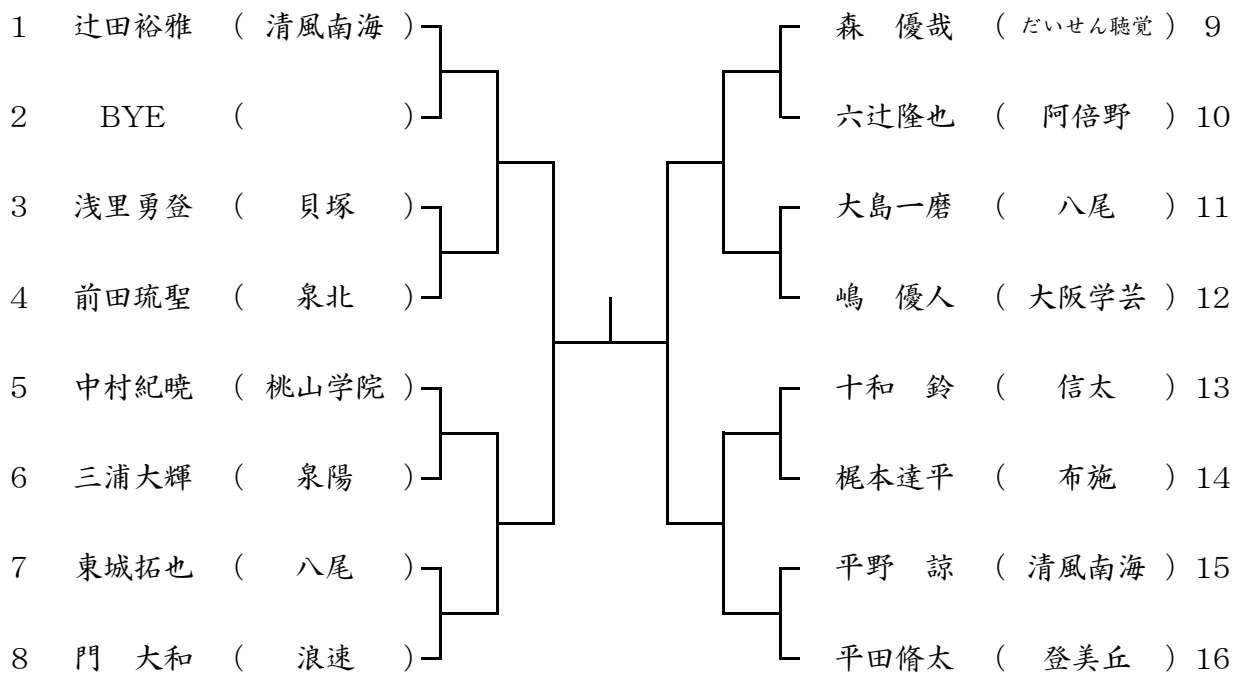 1 辻田裕雅 ( 清風南海 )
2 BYE ( )
3 浅里勇登 ( 貝塚 )
4 前田琉聖 ( 泉北 )
5 中村紀暁 ( 桃山学院 )
6 三浦大輝 ( 泉陽 )
7 東城拓也 ( 八尾 )
8 門 大和 ( 浪速 )
森 優哉 ( だいせん聴覚 ) 9
六辻隆也 ( 阿倍野 ) 10
大島一磨 ( 八尾 ) 11
嶋 優人 ( 大阪学芸 ) 12
十和 鈴 ( 信太 ) 13
梶本達平 ( 布施 ) 14
平野 諒 ( 清風南海 ) 15
平田脩太 ( 登美丘 ) 16